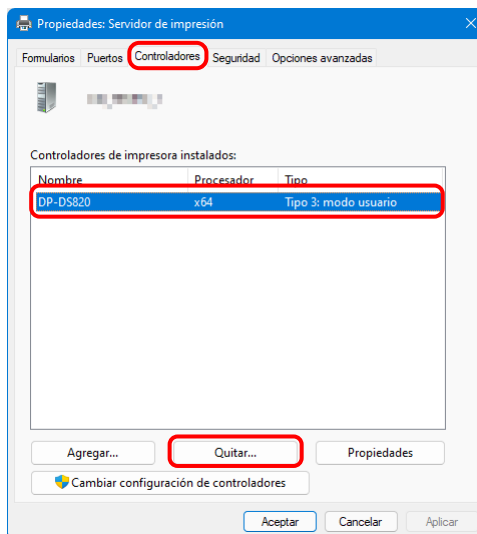 Propiedades: Servidor de impresión
Formularios Puertos Controladores Seguridad Opciones avanzadas
Controladores de impresora instalados:
Nombre Procesador Tipo
DP-DS820 x64 Tipo 3: modo usuario
Agregar... Quitar... Propiedades
Cambiar configuración de controladores
Aceptar Cancelar Aplicar